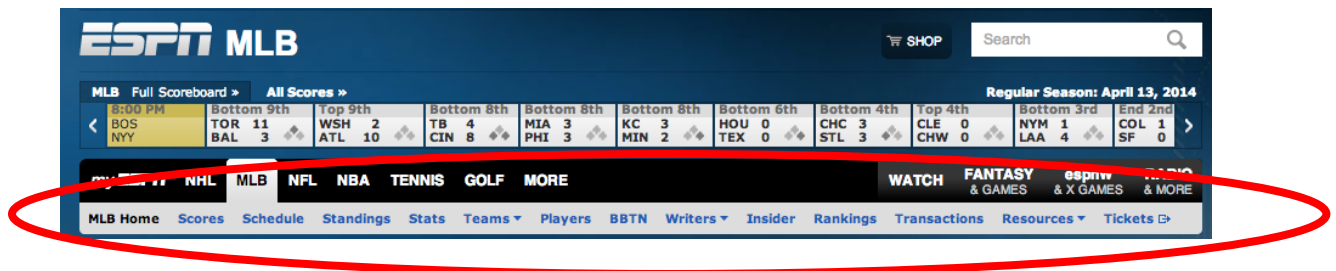 ESPN MLB
SHOP
Search
MLB Full Scoreboard » All Scores »
Regular Season: April 13, 2014
8:00 PM Bottom 9th Top 9th Bottom 8th Bottom 8th Bottom 8th Bottom 6th Bottom 4th Top 4th Bottom 3rd End 2nd
BOS TOR 11 WSH 2 TB 4 MIA 3 KC 3 HOU 0 CHC 3 CLE 0 NYM 1 COL 1
NYY BAL 3 ATL 10 CIN 8 PHI 3 MIN 2 TEX 0 STL 3 CHW 0 LAA 4 SF 0
my ESPN NHL MLB NFL NBA TENNIS GOLF MORE WATCH FANTASY espnW RADIO
& GAMES & X GAMES & MORE
MLB Home Scores Schedule Standings Stats Teams Players BBTN Writers Insider Rankings Transactions Resources Tickets